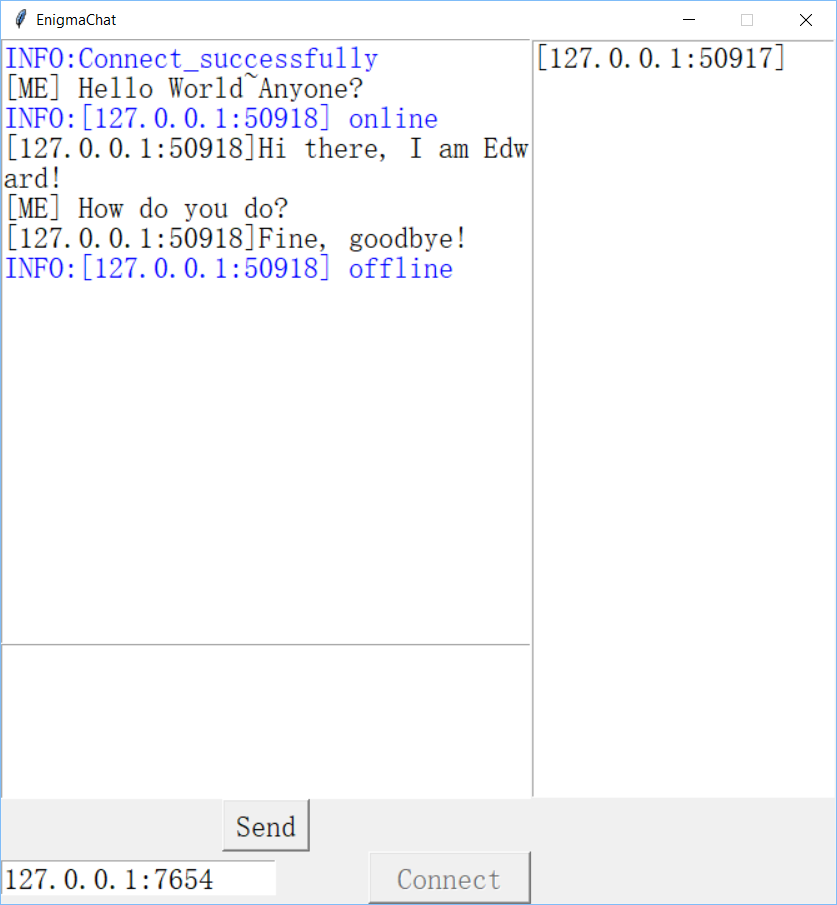 EnigmaChat
INFO:Connect_successfully
[ME] Hello World~Anyone?
INFO:[127.0.0.1:50918] online
[127.0.0.1:50918]Hi there, I am Edw
ard!
[ME] How do you do?
[127.0.0.1:50918]Fine, goodbye!
INFO:[127.0.0.1:50918] offline
[127.0.0.1:50917]
Send
127.0.0.1:7654
Connect